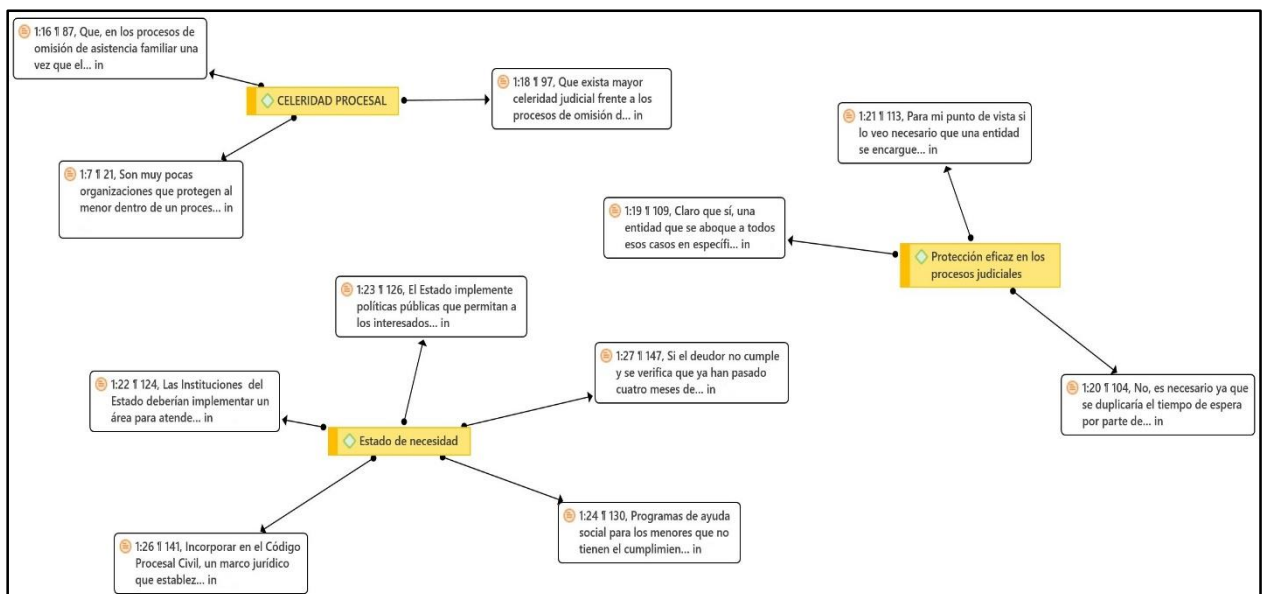 1:16 ¶ 87, Que, en los procesos de
omisión de asistencia familiar una
vez que el... in
CELERIDAD PROCESAL
1:18 ¶ 97, Que exista mayor
celeridad judicial frente a los
procesos de omisión d... in
1:7 ¶ 21, Son muy pocas
organizaciones que protegen al
menor dentro de un proces... in
1:21 ¶ 113, Para mi punto de vista si
lo veo necesario que una entidad
se encargue... in
1:19 ¶ 109, Claro que sí, una
entidad que se aboque a todos
esos casos en específi... in
Protección eficaz en los
procesos judiciales
1:20 ¶ 104, No, es necesario ya que
se duplicaría el tiempo de espera
por parte de... in
1:23 ¶ 126, El Estado implemente
políticas públicas que permitan a
los interesados... in
1:27 ¶ 147, Si el deudor no cumple
y se verifica que ya han pasado
cuatro meses de... in
1:22 ¶ 124, Las Instituciones del
Estado deberían implementar un
área para atende... in
Estado de necesidad
1:24 ¶ 130, Programas de ayuda
social para los menores que no
tienen el cumplimien... in
1:26 ¶ 141, Incorporar en el Código
Procesal Civil, un marco jurídico
que establez... in